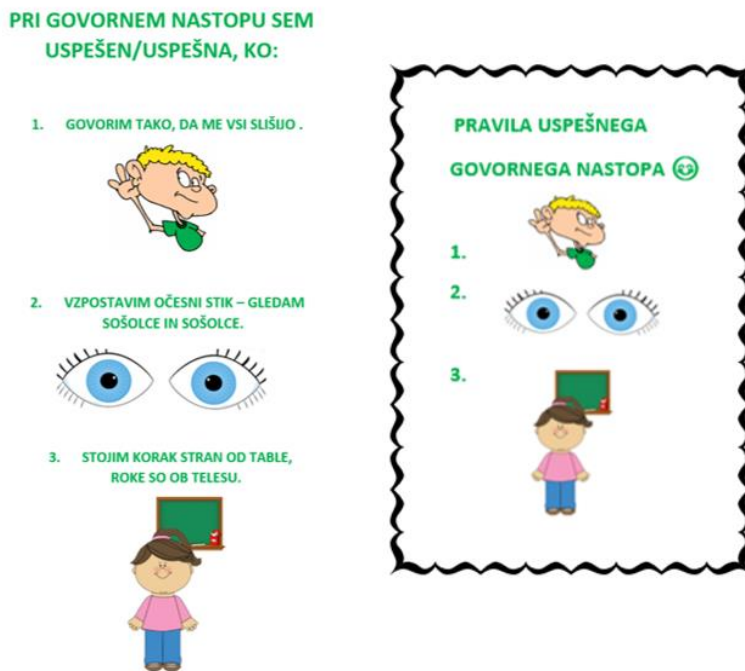 PRI GOVORNEM NASTOPU SEM
USPEŠEN/USPEŠNA, KO:
1. GOVORIM TAKO, DA ME VSI SLIŠIJO .
2. VZPOSTAVIM OČESNI STIK – GLEDAM
SOŠOLCE IN SOŠOLCE.
3. STOJIM KORAK STRAN OD TABLE,
ROKE SO OB TELESU.
PRAVILA USPEŠNEGA
GOVORNEGA NASTOPA
1.
2.
3.